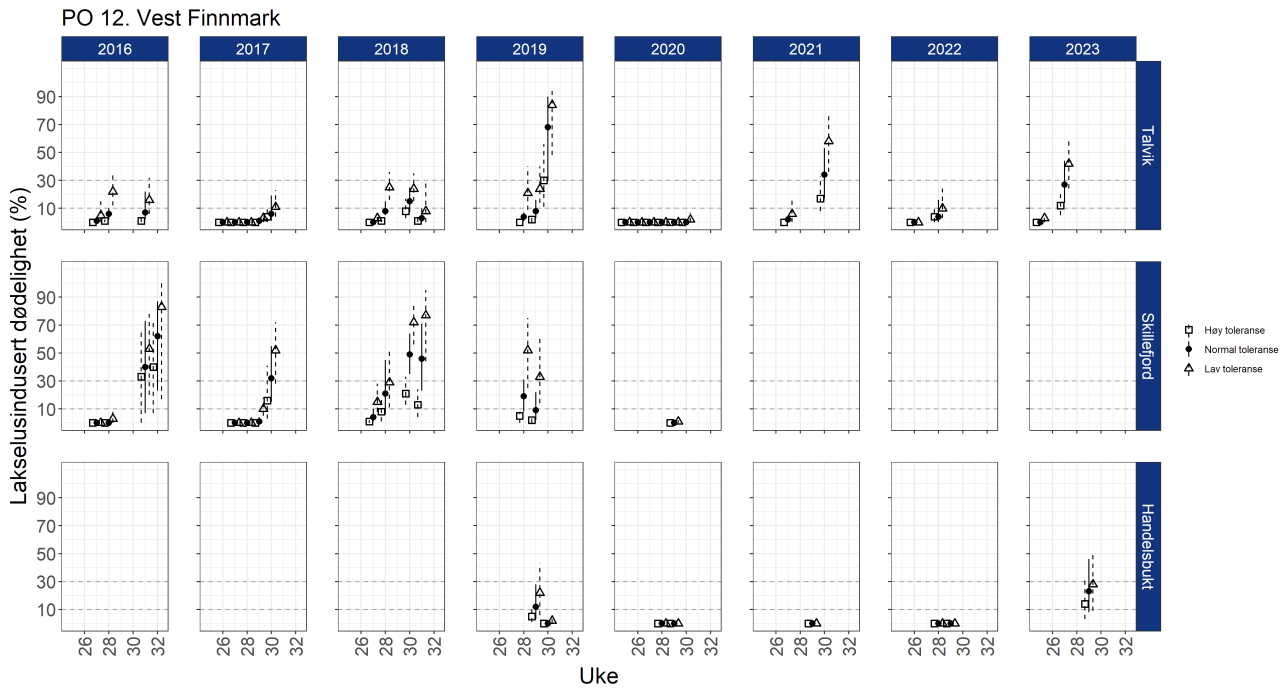 PO 12. Vest Finnmark
2016 2017 2018 2019 2020 2021 2022 2023
Lakselusindusert dødelighet (%)
90
70
50
30
10
Talvik
90
70
50
30
10
Skillefjord
90
70
50
30
10
Handelsbukt
26 28 30 32 26 28 30 32 26 28 30 32 26 28 30 32 26 28 30 32 26 28 30 32 26 28 30 32 26 28 30 32
Uke
Høy toleranse
Normal toleranse
Lav toleranse